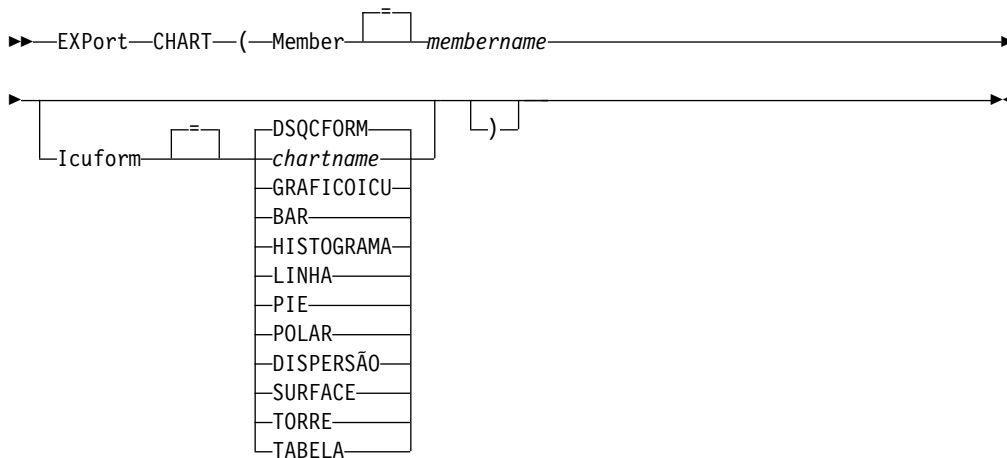 =
EXPort CHART ( Member membername
= DSQCFORM )
Icuform chartname
GRAFICOICU
BAR
HISTOGRAMA
LINHA
PIE
POLAR
DISPERSÃO
SURFACE
TORRE
TABELA